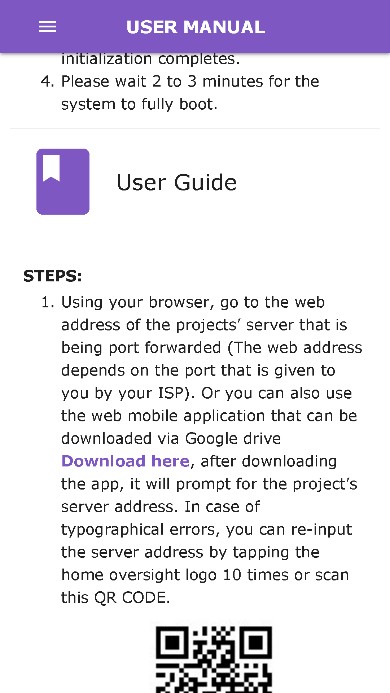 USER MANUAL
initialization completes.
4. Please wait 2 to 3 minutes for the
system to fully boot.
User Guide
STEPS:
1. Using your browser, go to the web
address of the projects’ server that is
being port forwarded (The web address
depends on the port that is given to
you by your ISP). Or you can also use
the web mobile application that can be
downloaded via Google drive
Download here, after downloading
the app, it will prompt for the project’s
server address. In case of
typographical errors, you can re-input
the server address by tapping the
home oversight logo 10 times or scan
this QR CODE.